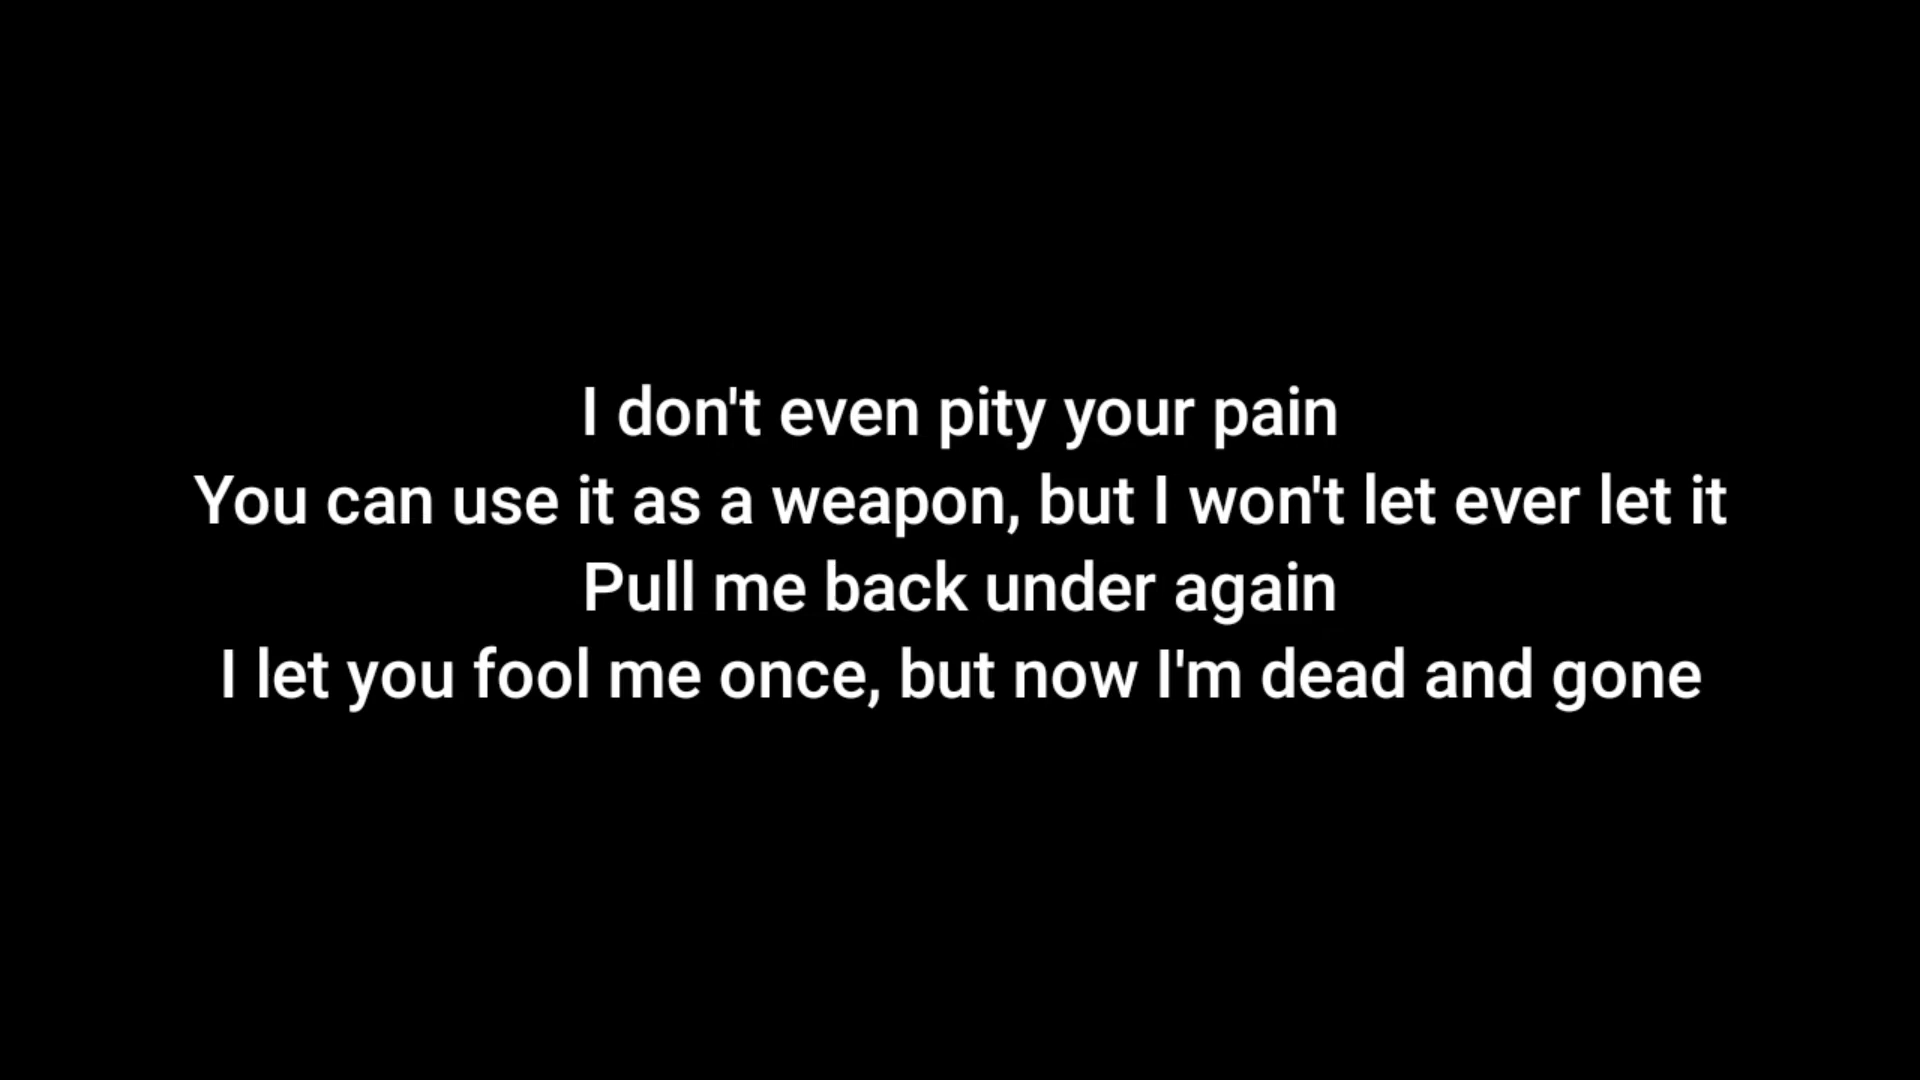 I don't even pity your pain
You can use it as a weapon, but I won't let ever let it
Pull me back under again
I let you fool me once, but now I'm dead and gone